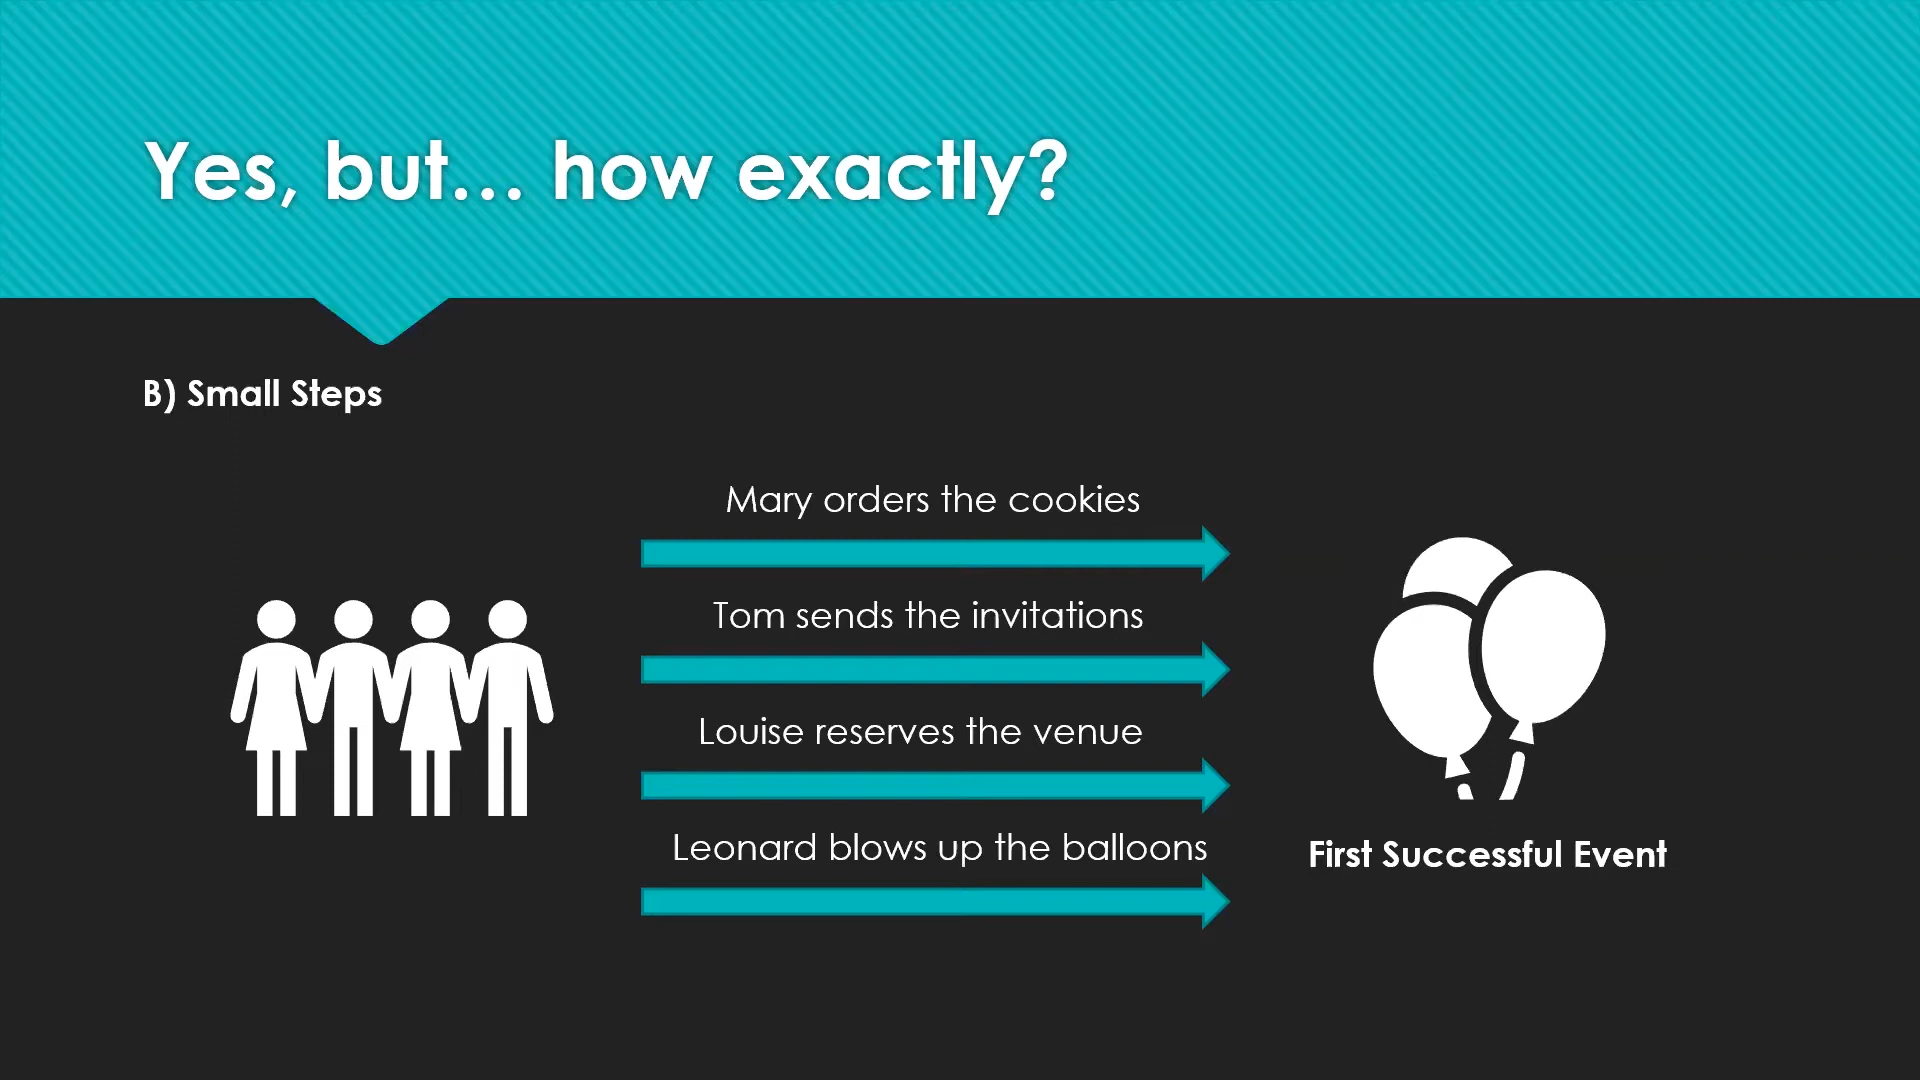 Yes, but… how exactly?
B) Small Steps
Mary orders the cookies
Tom sends the invitations
Louise reserves the venue
Leonard blows up the balloons
First Successful Event